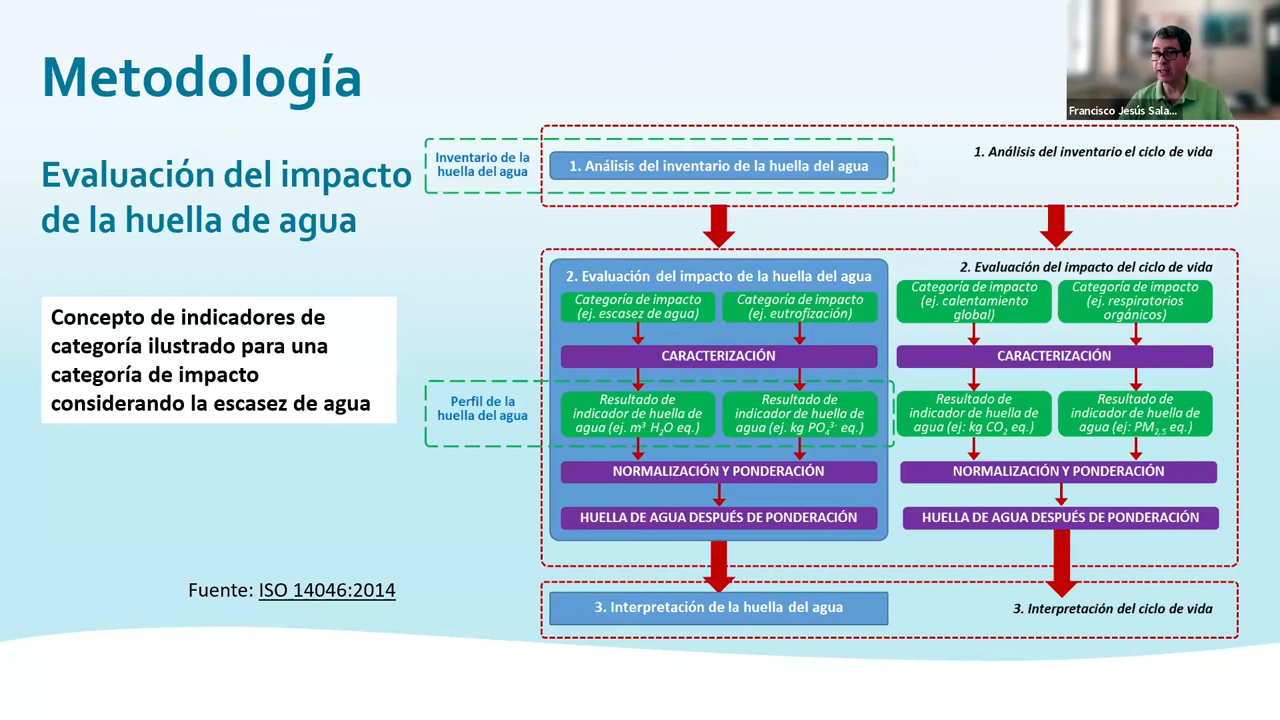 Metodología
Evaluación del impacto
de la huella de agua
Concepto de indicadores de
categoría ilustrado para una
categoría de impacto
considerando la escasez de agua
Fuente: ISO 14046:2014
Francisco Jesús Sala...
Inventario de la
huella del agua
1. Análisis del inventario de la huella del agua
1. Análisis del inventario el ciclo de vida
2. Evaluación del impacto de la huella del agua
Categoría de impacto
(ej. escasez de agua)
Categoría de impacto
(ej. eutrofización)
CARACTERIZACIÓN
Perfil de la
huella del agua
Resultado de
indicador de huella de
agua (ej. m³ H₂O eq.)
Resultado de
indicador de huella de
agua (ej. kg PO₄³⁻ eq.)
NORMALIZACIÓN Y PONDERACIÓN
HUELLA DE AGUA DESPUÉS DE PONDERACIÓN
2. Evaluación del impacto del ciclo de vida
Categoría de impacto
(ej. calentamiento
global)
Categoría de impacto
(ej. respiratorios
orgánicos)
CARACTERIZACIÓN
Resultado de
indicador de huella de
agua (ej: kg CO₂ eq.)
Resultado de
indicador de huella de
agua (ej: PM₂,₅ eq.)
NORMALIZACIÓN Y PONDERACIÓN
HUELLA DE AGUA DESPUÉS DE PONDERACIÓN
3. Interpretación de la huella del agua
3. Interpretación del ciclo de vida